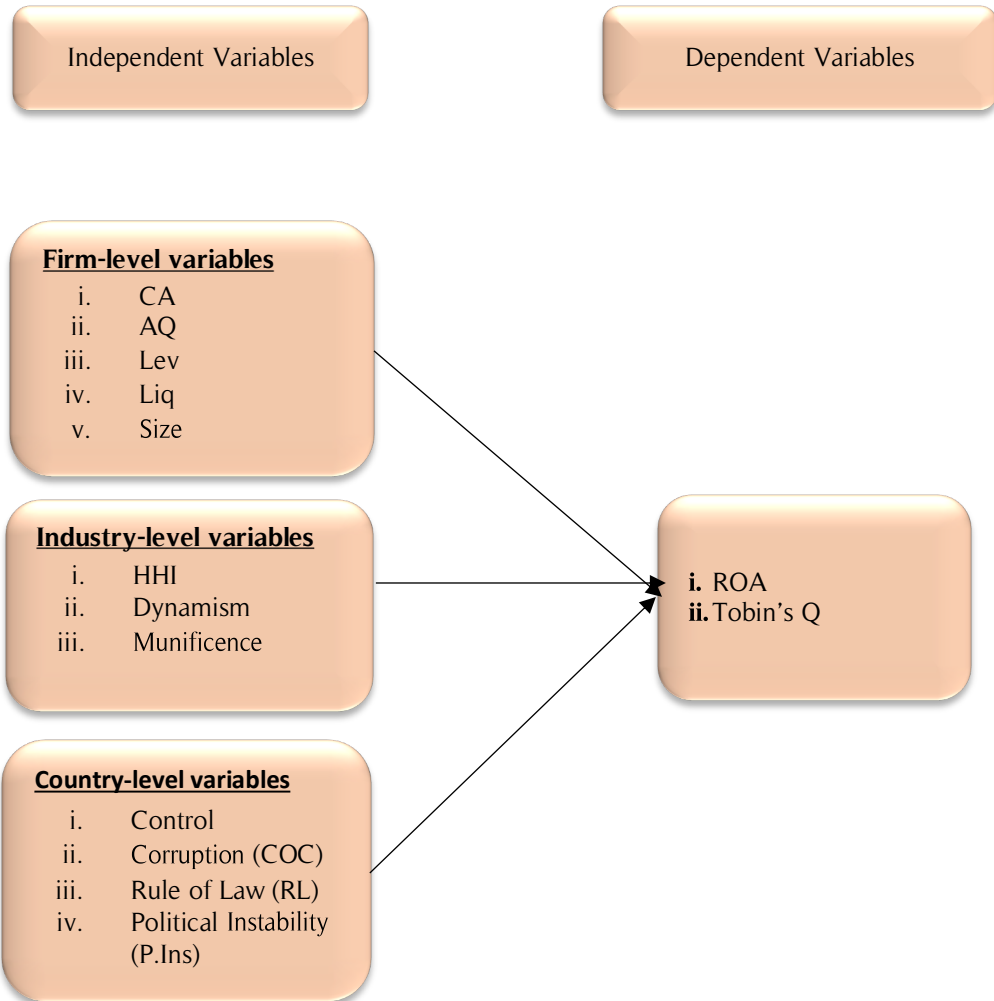 Independent Variables
Dependent Variables
Firm-level variables
i. CA
ii. AQ
iii. Lev
iv. Liq
v. Size
Industry-level variables
i. HHI
ii. Dynamism
iii. Munificence
Country-level variables
i. Control
ii. Corruption (COC)
iii. Rule of Law (RL)
iv. Political Instability
(P.Ins)
i. ROA
ii. Tobin's Q